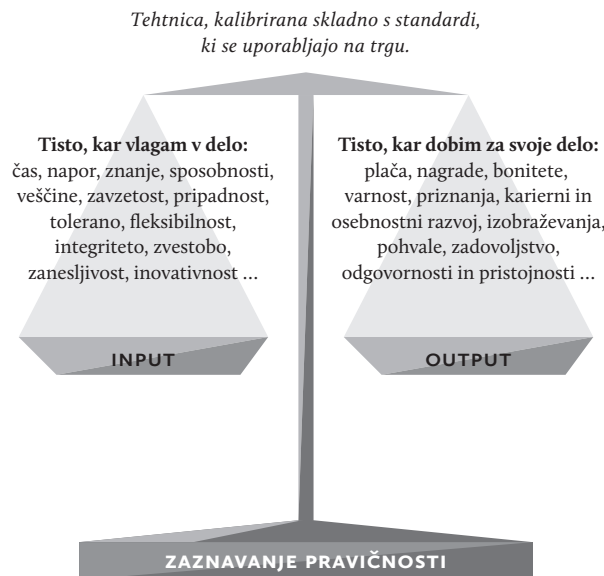 Tehtnica, kalibrirana skladno s standardi,
ki se uporabljajo na trgu.
Tisto, kar vlagam v delo:
čas, napor, znanje, sposobnosti,
veščine, zavzetost, pripadnost,
tolerano, fleksibilnost,
integriteto, zvestobo,
zanesljivost, inovativnost ...
INPUT
Tisto, kar dobim za svoje delo:
plača, nagrade, bonitete,
varnost, priznanja, karierni in
osebnostni razvoj, izobraževanja,
pohvale, zadovoljstvo,
odgovornosti in pristojnosti ...
OUTPUT
ZAZNAVANJE PRAVIČNOSTI